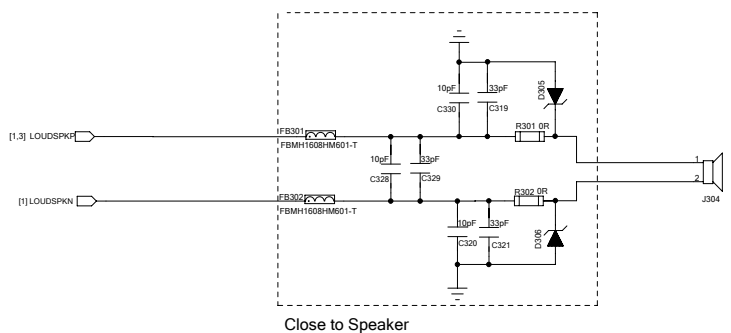 10pF 33pF D305
C330 C319
[1,3] LOUDSPKP FB301 R301 0R 1
FBMH1608HM601-T
10pF 33pF
C328 C329
[1] LOUDSPKN FB302 R302 0R 2
FBMH1608HM601-T J304
10pF 33pF
C320 C321 D306
Close to Speaker